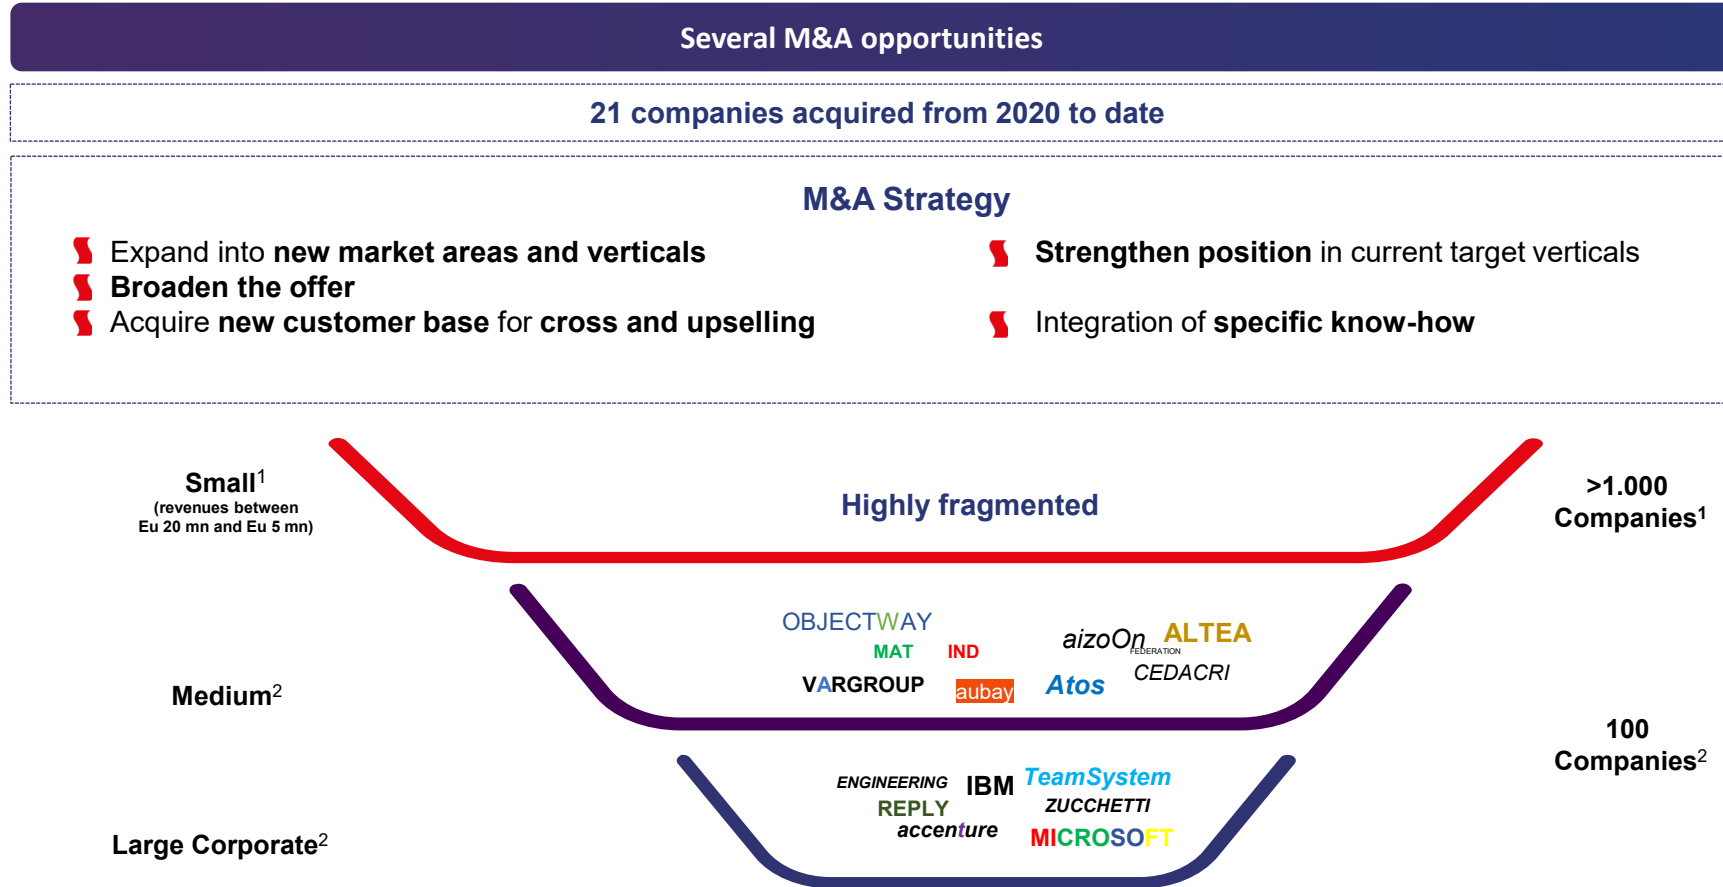 Several M&A opportunities
21 companies acquired from 2020 to date
M&A Strategy
Expand into new market areas and verticals
Broaden the offer
Acquire new customer base for cross and upselling
Strengthen position in current target verticals
Integration of specific know-how
Small1
(revenues between
Eu 20 mn and Eu 5 mn)
Highly fragmented
>1.000
Companies1
Medium2
OBJECTWAY
MAT IND
VARGROUP
aubay
aizoOn
ALTEA
FEDERATION
CEDACRI
Atos
100
Companies2
Large Corporate2
ENGINEERING
IBM
TeamSystem
REPLY
ZUCCHETTI
accenture
MICROSOFT